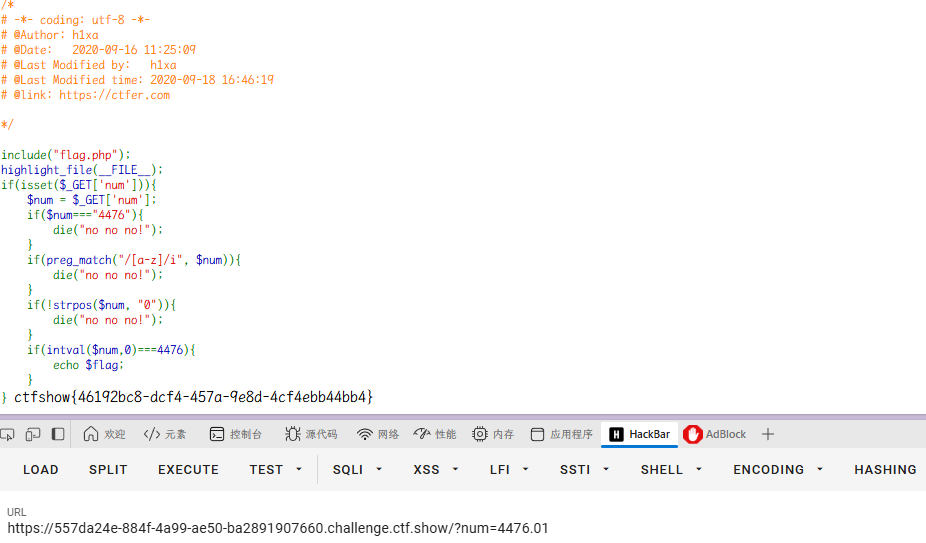 /*
# -*- coding: utf-8 -*-
# @Author: h1xa
# @Date:   2020-09-16 11:25:09
# @Last Modified by:   h1xa
# @Last Modified time: 2020-09-18 16:46:19
# @link: https://ctfer.com
*/
include("flag.php");
highlight_file(__FILE__);
if(isset($_GET['num'])){
    $num = $_GET['num'];
    if($num==="4476"){
        die("no no no!");
    }
    if(preg_match("/[a-z]/i", $num)){
        die("no no no!");
    }
    if(!strpos($num, "0")){
        die("no no no!");
    }
    if(intval($num,0)===4476){
        echo $flag;
    }
} ctfshow{46192bc8-dcf4-457a-9e8d-4cf4ebb44bb4}
欢迎 元素 控制台 源代码 网络 性能 内存 应用程序 HackBar AdBlock
LOAD SPLIT EXECUTE TEST SQLI XSS LFI SSTI SHELL ENCODING HASHING
URL
https://557da24e-884f-4a99-ae50-ba2891907660.challenge.ctf.show/?num=4476.01